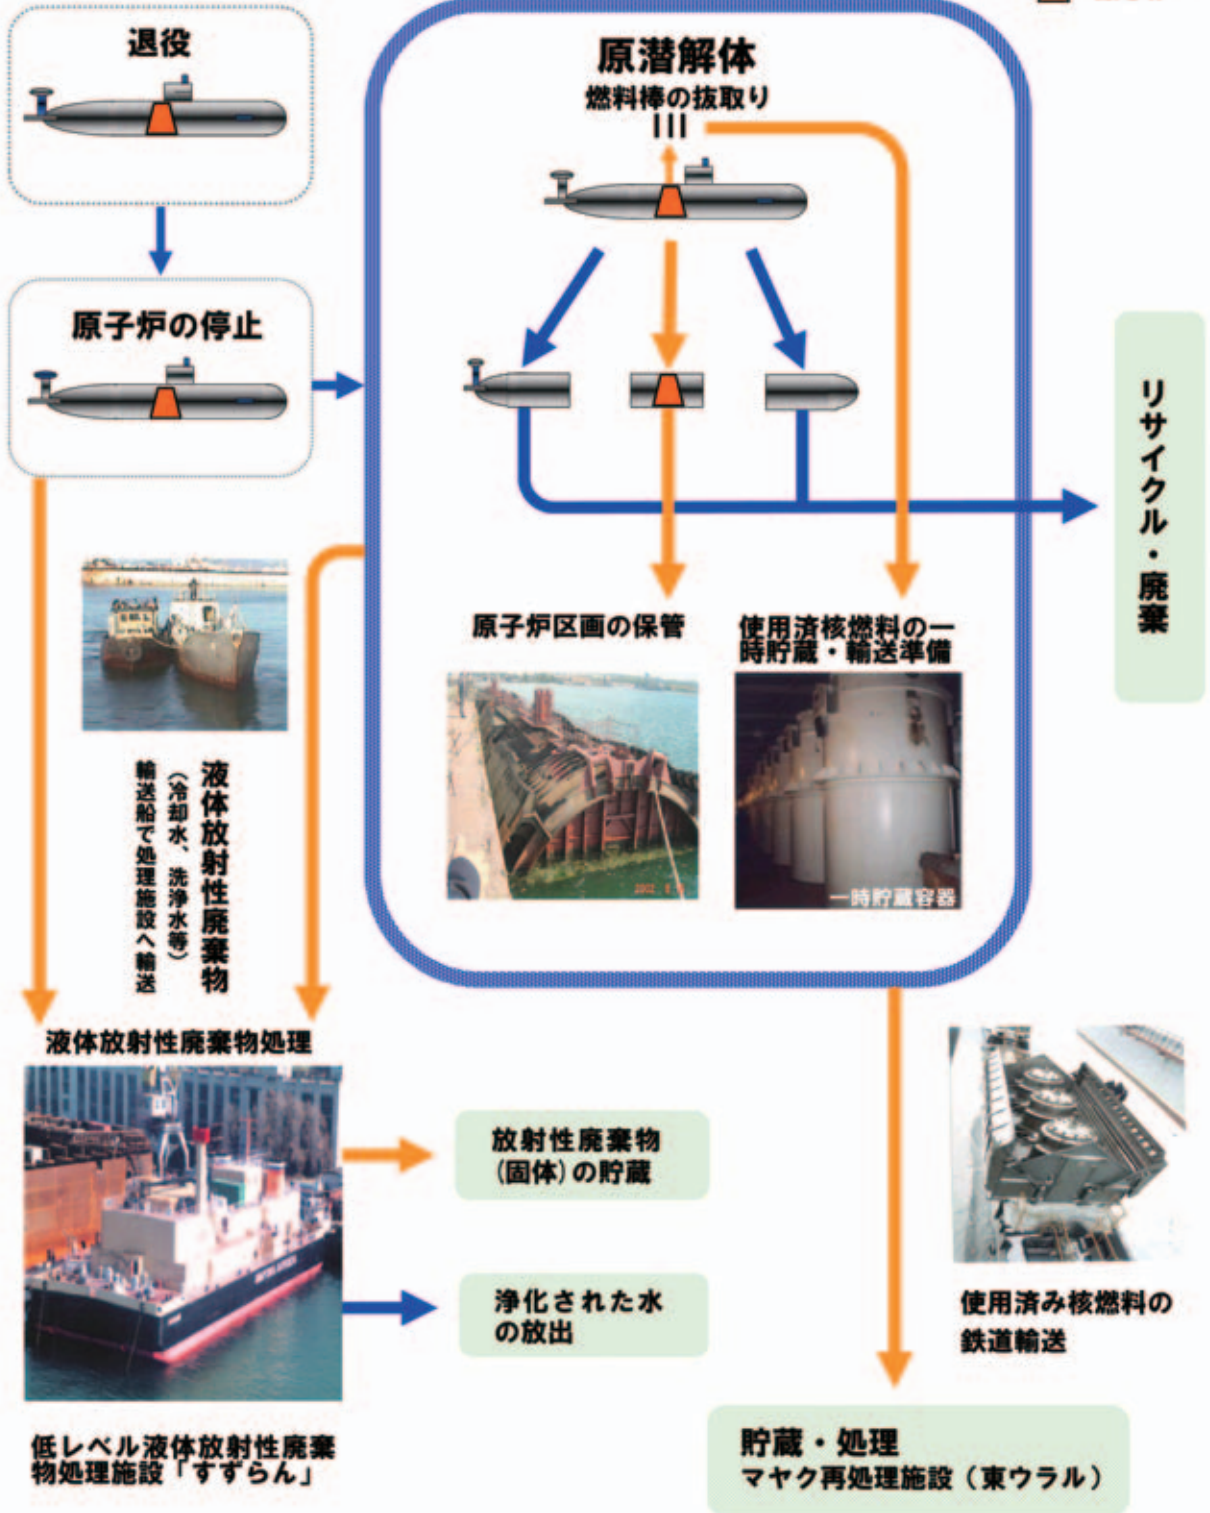 退役
原子炉の停止
原潜解体
燃料棒の抜取り
リサイクル・廃棄
原子炉区画の保管
使用済核燃料の一
時貯蔵・輸送準備
一時貯蔵容器
液体放射性廃棄物
(冷却水、洗浄水等)
輸送船で処理施設へ輸送
液体放射性廃棄物処理
放射性廃棄物
(固体)の貯蔵
浄化された水
の放出
低レベル液体放射性廃棄
物処理施設「すずらん」
使用済み核燃料の
鉄道輸送
貯蔵・処理
マヤク再処理施設(東ウラル)